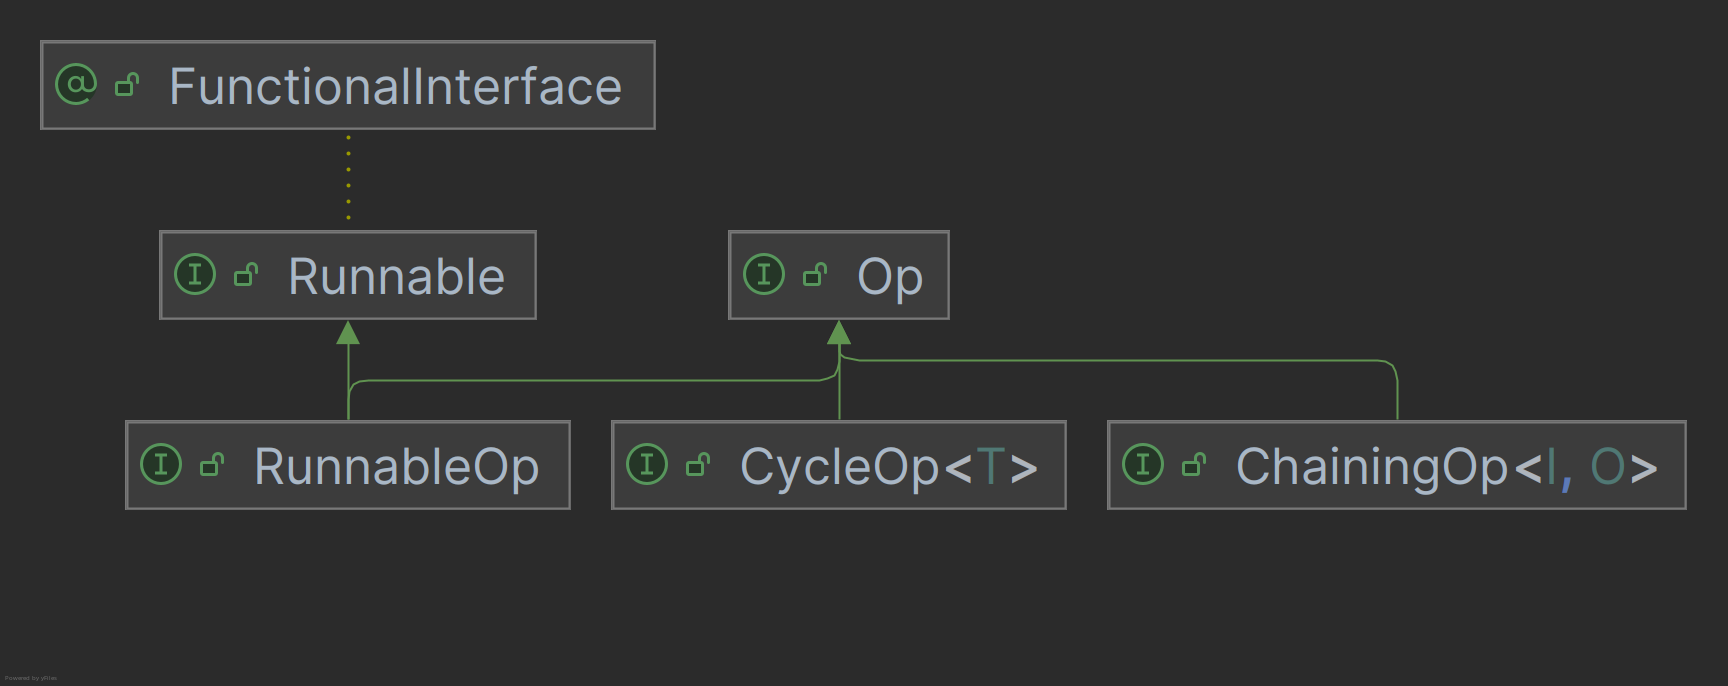 @ FunctionalInterface
I Runnable
I Op
I RunnableOp
I CycleOp<T>
I ChainingOp<I, O>
Powered by yFiles